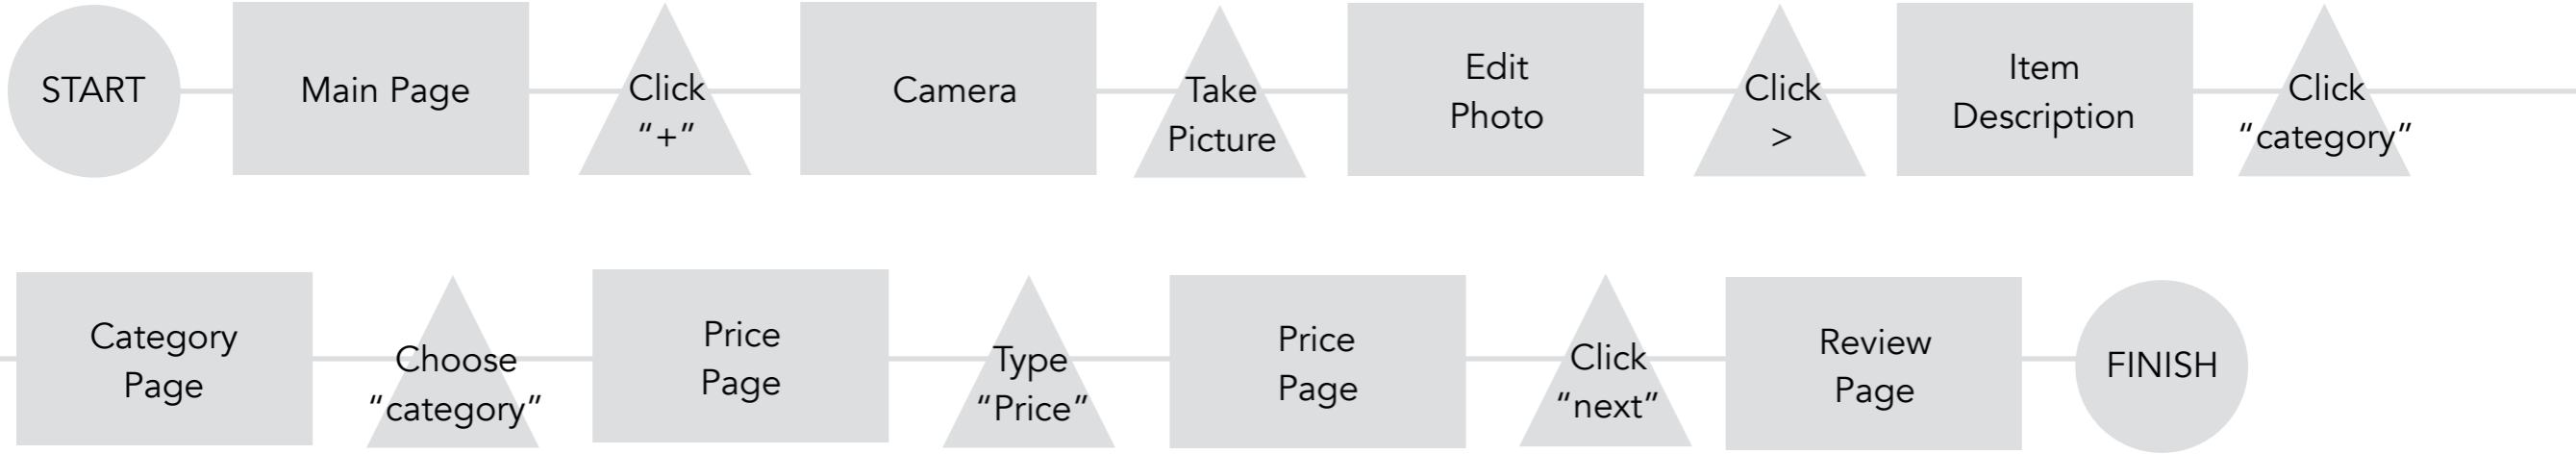 START
Main Page
Click
“+”
Camera
Take
Picture
Edit
Photo
Click
>
Item
Description
Click
“category”
Category
Page
Choose
“category”
Price
Page
Type
“Price”
Price
Page
Click
“next”
Review
Page
FINISH